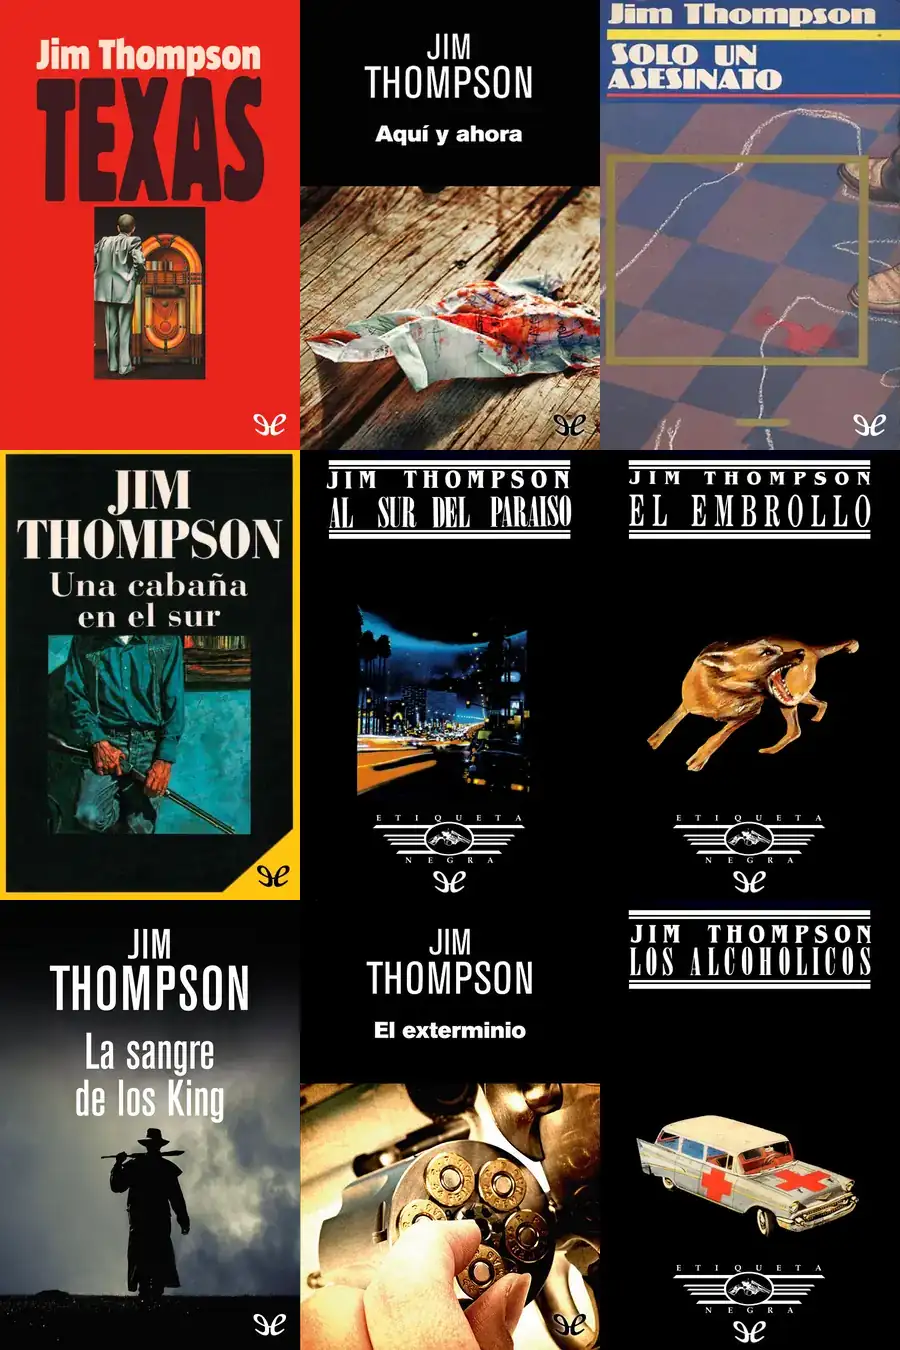 Jim Thompson
TEXAS
JIM
THOMPSON
Aquí y ahora
Jim Thompson
SOLO UN
ASESINATO
JIM
THOMPSON
Una cabaña
en el sur
JIM THOMPSON
AL SUR DEL PARAISO
ETIQUETA
NEGRA
JIM THOMPSON
EL EMBROLLO
ETIQUETA
NEGRA
JIM
THOMPSON
La sangre
de los King
JIM
THOMPSON
El exterminio
JIM THOMPSON
LOS ALCOHOLICOS
ETIQUETA
NEGRA